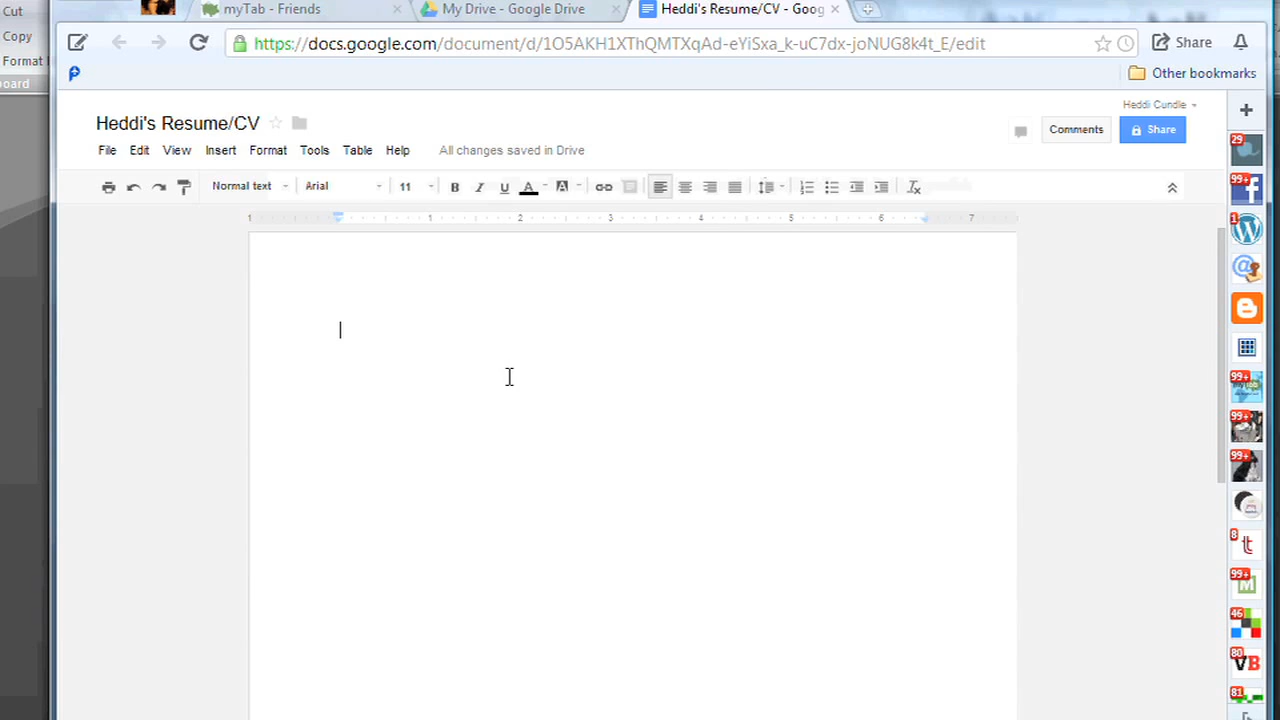 Cut
Copy
Format
oard
myTab - Friends
My Drive - Google Drive
Heddi's Resume/CV - Goog
https://docs.google.com/document/d/1O5AKH1XThQMTXqAd-eYiSxa_k-uC7dx-joNUG8k4t_E/edit
Share
Other bookmarks
Heddi Cundle
Heddi's Resume/CV
Comments
Share
File Edit View Insert Format Tools Table Help All changes saved in Drive
Normal text Arial 11 B I U A A
1 1 2 3 4 5 6 7
29
99+
1
99+
99+
99+
8
99+
46
80
VB
81